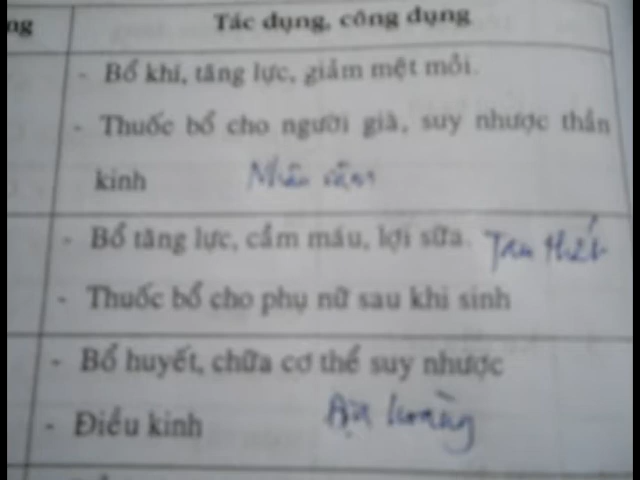 ng Tác dụng, công dụng
- Bổ khí, tăng lực, giảm mệt mỏi.
- Thuốc bổ cho người già, suy nhược thần
kinh Nhân sâm
- Bổ tăng lực, cầm máu, lợi sữa. Tam thất
- Thuốc bổ cho phụ nữ sau khi sinh
- Bổ huyết, chữa cơ thể suy nhược
- Điều kinh Địa hoàng